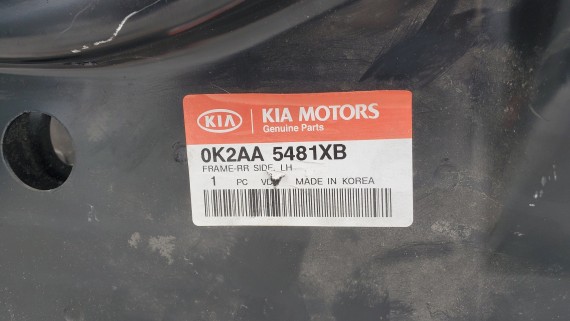 KIA KIA MOTORS
Genuine Parts
0K2AA 5481XB
FRAME-RR SIDE, LH
1 PC MADE IN KOREA